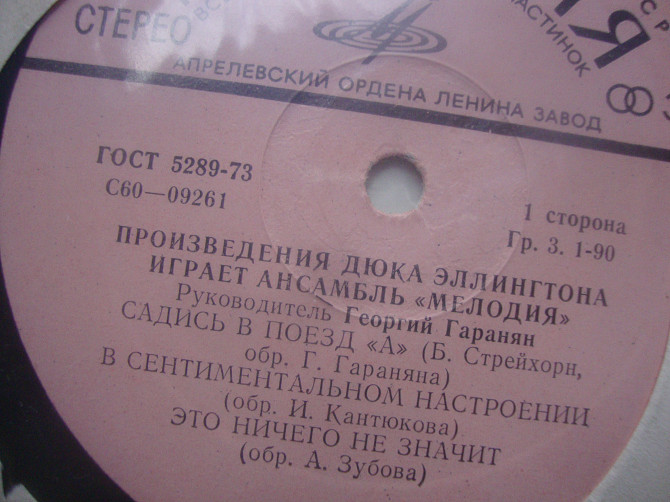 СТЕРЕО
АПРЕЛЕВСКИЙ ОРДЕНА ЛЕНИНА ЗАВОД
ГОСТ 5289-73
С60—09261
1 сторона
Гр. 3. 1-90
ПРОИЗВЕДЕНИЯ ДЮКА ЭЛЛИНГТОНА
ИГРАЕТ АНСАМБЛЬ «МЕЛОДИЯ»
Руководитель Георгий Гаранян
САДИСЬ В ПОЕЗД «А» (Б. Стрейхорн,
обр. Г. Гараняна)
В СЕНТИМЕНТАЛЬНОМ НАСТРОЕНИИ
(обр. И. Кантюкова)
ЭТО НИЧЕГО НЕ ЗНАЧИТ
(обр. А. Зубова)